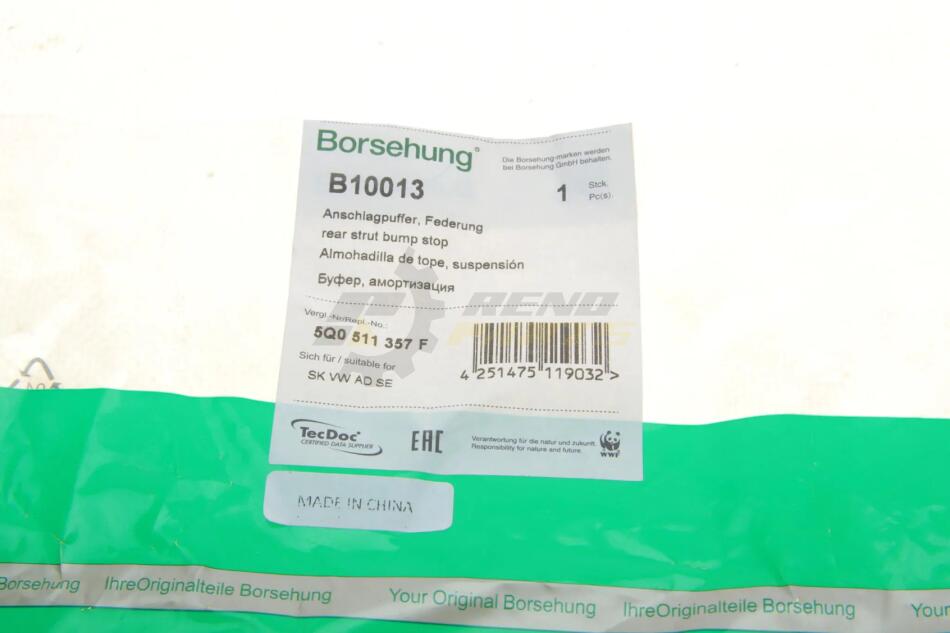 Borsehung®
Die Borsehung-marken werden
bei Borsehung GmbH behalten.
B10013
1 Stck.
Pc(s).
Anschlagpuffer, Federung
rear strut bump stop
Almohadilla de tope, suspensión
Буфер, амортизация
RENO
PARTS
Vergl.-Nr/Repl.-No.:
5Q0 511 357 F
Sich für / suitable for
SK VW AD SE
4 251475 119032 >
TecDoc®
CERTIFIED DATA SUPPLIER
EAC
Verantwortung für die natur und zukunft.
Responsibility for nature and future.
WWF
MADE IN CHINA
Borsehung IhreOriginalteile Borsehung Your Original Borsehung IhreOriginalteile Borsehung